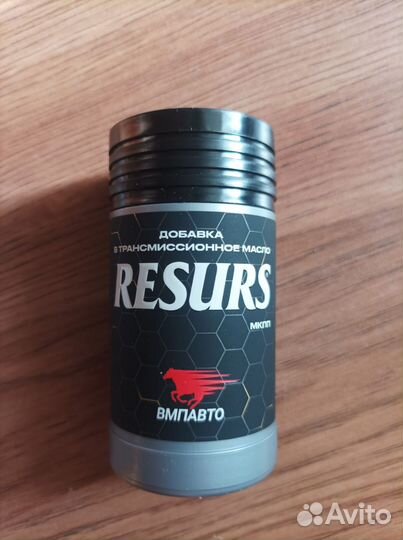 ДОБАВКА
В ТРАНСМИССИОННОЕ МАСЛО
RESURS
МКПП
ВМПАВТО
Avito